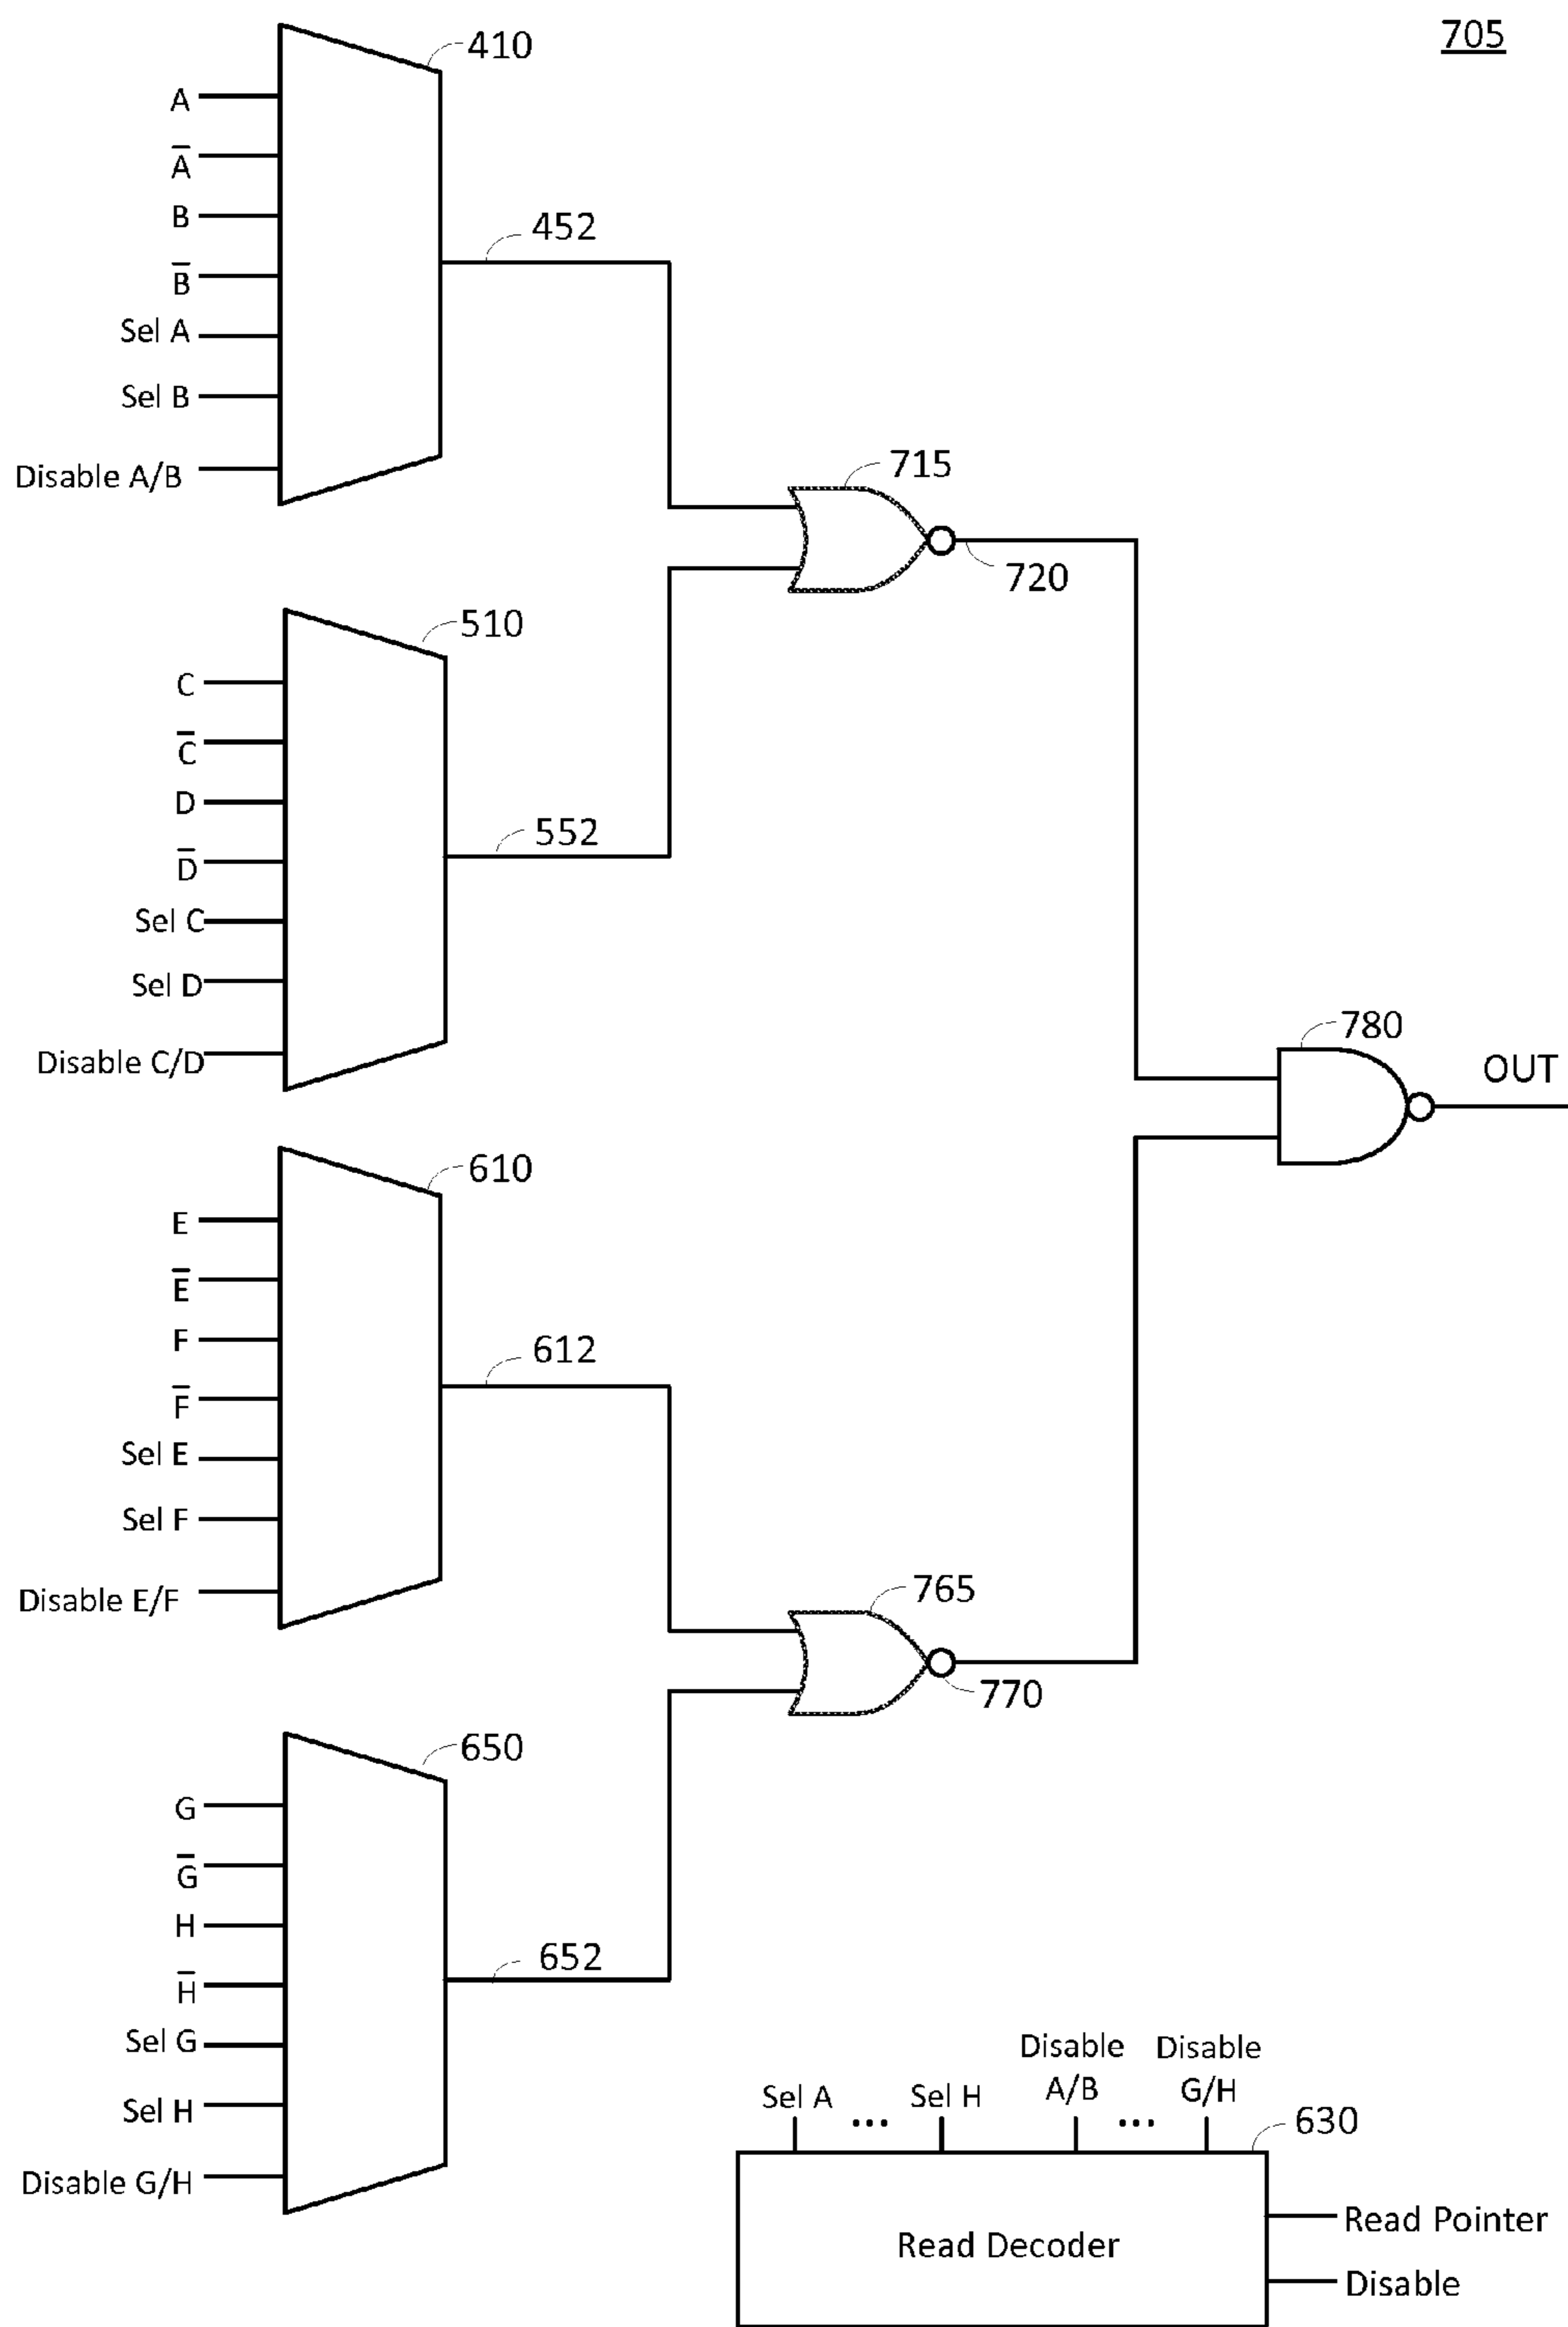 705
410
A
A̅
B
B̅
Sel A
Sel B
Disable A/B
452
715
720
510
C
C̅
D
D̅
Sel C
Sel D
Disable C/D
552
780
OUT
610
E
E̅
F
F̅
Sel E
Sel F
Disable E/F
612
765
770
650
G
G̅
H
H̅
Sel G
Sel H
Disable G/H
652
Sel A ... Sel H
Disable A/B ... Disable G/H
630
Read Decoder
Read Pointer
Disable